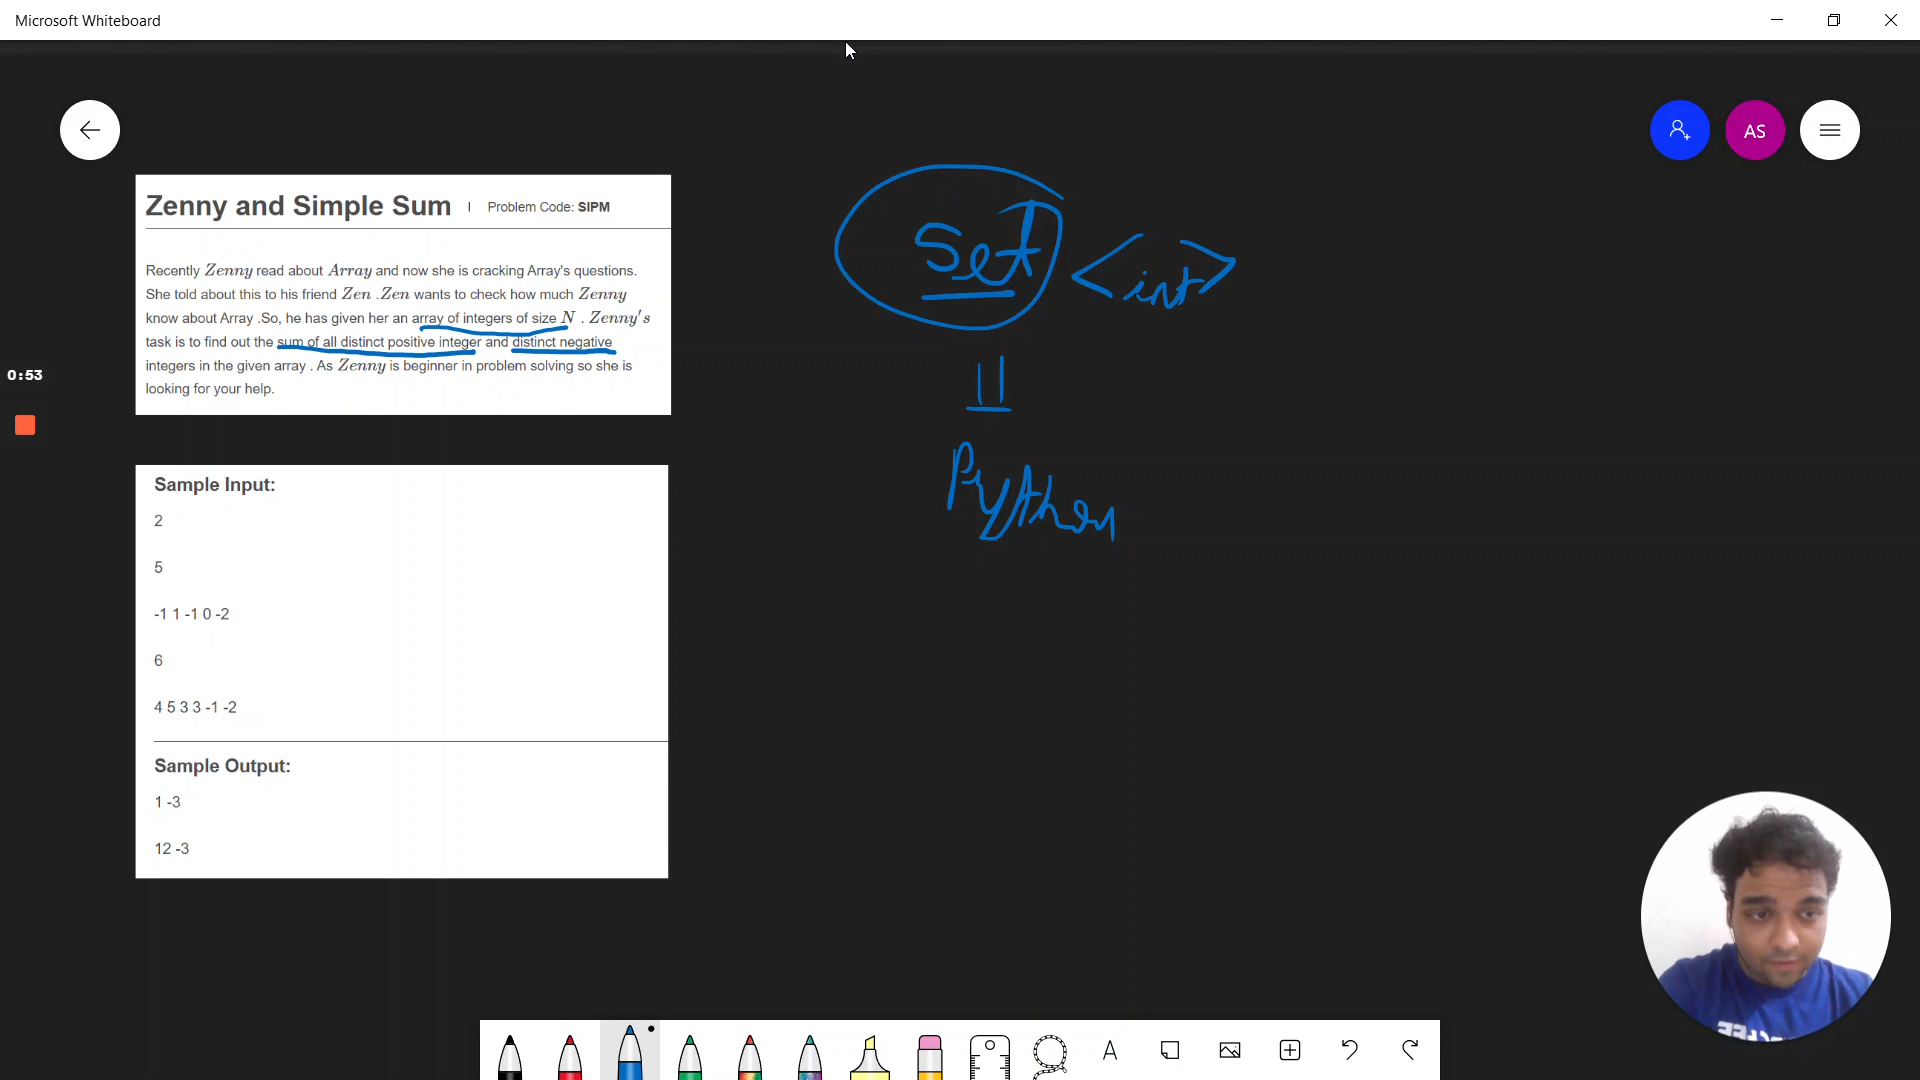 Microsoft Whiteboard
AS
Zenny and Simple Sum | Problem Code: SIPM
Recently Zenny read about Array and now she is cracking Array's questions.
She told about this to his friend Zen .Zen wants to check how much Zenny
know about Array .So, he has given her an array of integers of size N . Zenny's
task is to find out the sum of all distinct positive integer and distinct negative
integers in the given array . As Zenny is beginner in problem solving so she is
looking for your help.
0:53
Sample Input:
2
5
-1 1 -1 0 -2
6
4 5 3 3 -1 -2
Sample Output:
1 -3
12 -3
Set <int>
Python
A